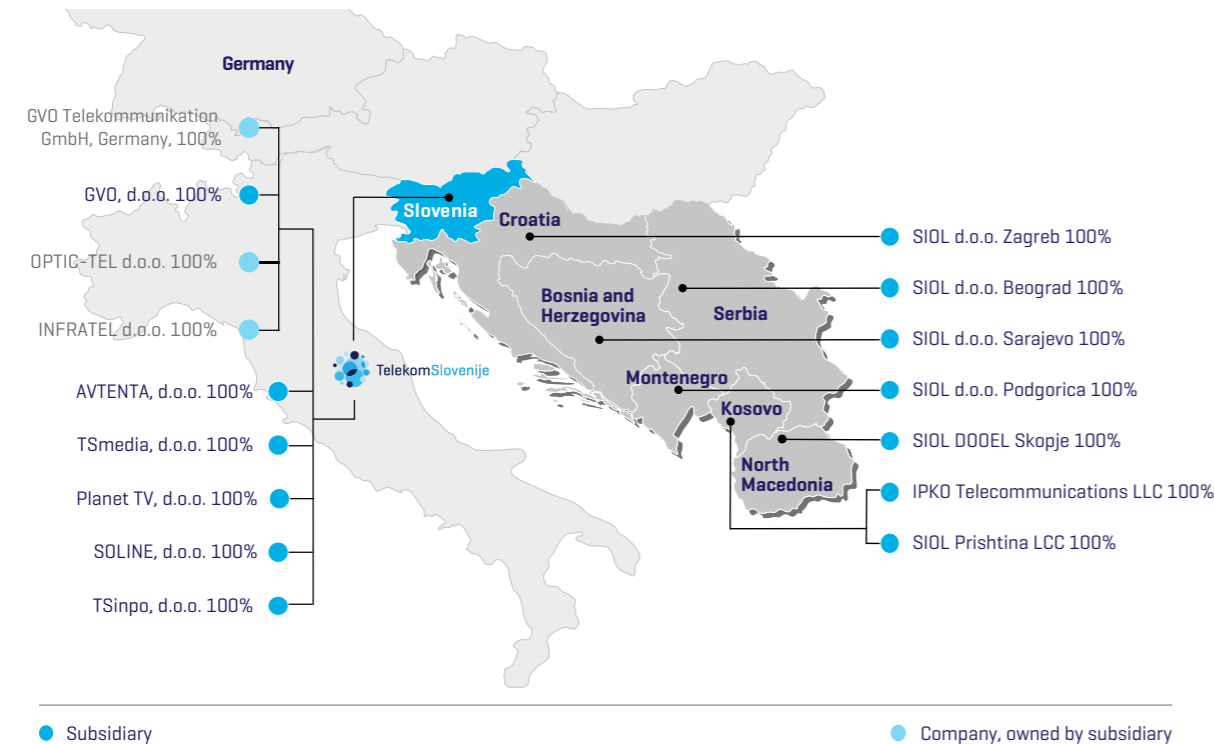 Germany
GVO Telekommunikation
GmbH, Germany, 100%
GVO, d.o.o. 100%
OPTIC-TEL d.o.o. 100%
INFRATEL d.o.o. 100%
AVTENTA, d.o.o. 100%
TSmedia, d.o.o. 100%
Planet TV, d.o.o. 100%
SOLINE, d.o.o. 100%
TSinpo, d.o.o. 100%
TelekomSlovenije
Slovenia
Croatia
Bosnia and
Herzegovina
Serbia
Montenegro
Kosovo
North
Macedonia
SIOL d.o.o. Zagreb 100%
SIOL d.o.o. Beograd 100%
SIOL d.o.o. Sarajevo 100%
SIOL d.o.o. Podgorica 100%
SIOL DOOEL Skopje 100%
IPKO Telecommunications LLC 100%
SIOL Prishtina LCC 100%
Subsidiary
Company, owned by subsidiary